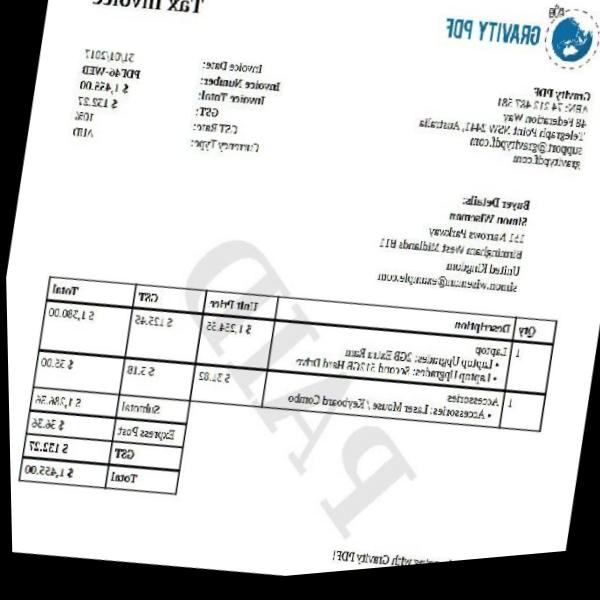 Tax Invoice
GRAVITY PDF
Gravity PDF
ABN: 74 212 487 581
48 Federation Way
Telegraph Point NSW, 2441, Australia.
support@gravitypdf.com
gravitypdf.com
Invoice Date: 31/01/2017
Invoice Number: PDF46-WED
Invoice Total: $ 1,455.00
GST: $ 132.27
GST Rate: 10%
Currency Type: AUD
Buyer Details:
Simon Wiseman
151 Narrows Parkway
Birmingham West Midlands B11
United Kingdom
simon.wiseman@example.com
Qty Description Unit Price GST Total
1 Laptop $ 1,254.55 $ 125.45 $ 1,380.00
• Laptop Upgrades: 2GB Extra Ram
• Laptop Upgrades: Second 512GB Hard Drive
1 Accessories $ 31.82 $ 3.18 $ 35.00
• Accessories: Laser Mouse / Keyboard Combo
Subtotal $ 1,286.36
Express Post $ 36.36
GST $ 132.27
Total $ 1,455.00
PAID
with Gravity PDF!